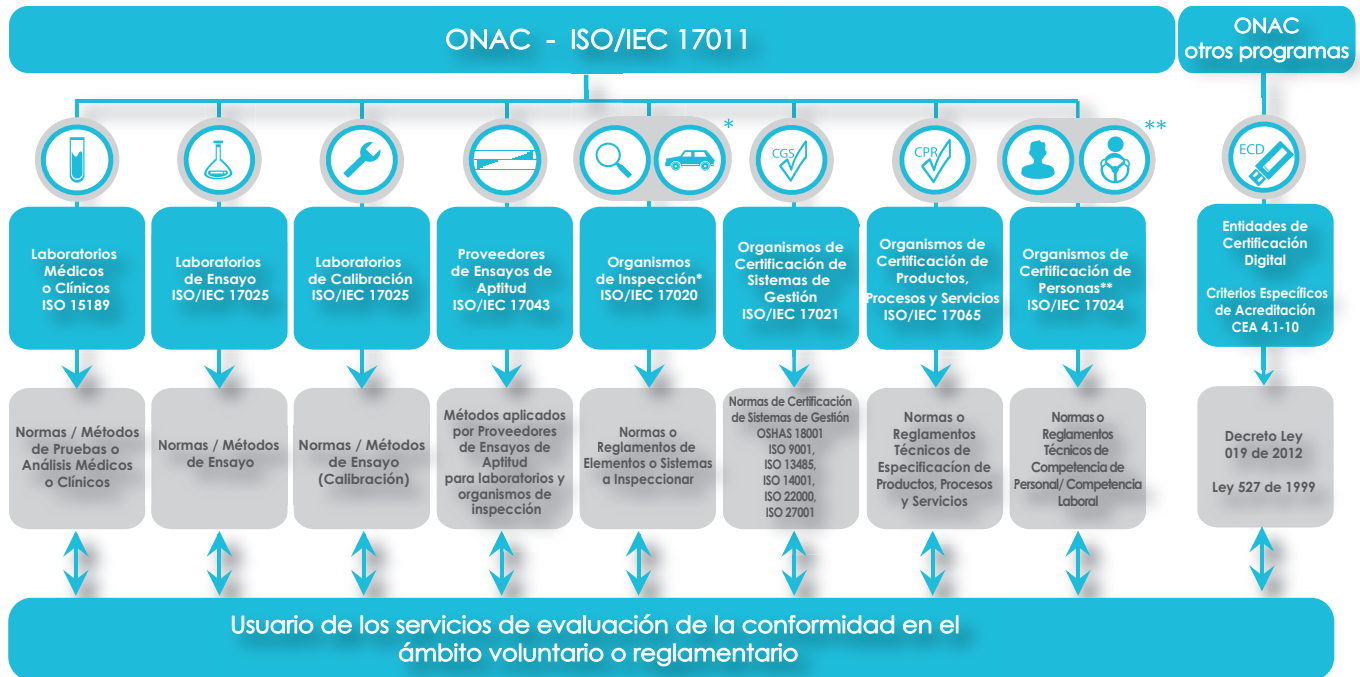 ONAC - ISO/IEC 17011
ONAC
otros programas
*
**
CGS
CPR
ECD
Laboratorios
Médicos
o Clínicos
ISO 15189
Laboratorios
de Ensayo
ISO/IEC 17025
Laboratorios
de Calibración
ISO/IEC 17025
Proveedores
de Ensayos de
Aptitud
ISO/IEC 17043
Organismos
de Inspección*
ISO/IEC 17020
Organismos de
Certificación de
Sistemas de
Gestión
ISO/IEC 17021
Organismos de
Certificación de
Productos,
Procesos y Servicios
ISO/IEC 17065
Organismos de
Certificación de
Personas**
ISO/IEC 17024
Entidades de
Certificación
Digital
Criterios Específicos
de Acreditación
CEA 4.1-10
Normas / Métodos
de Pruebas o
Análisis Médicos
o Clínicos
Normas / Métodos
de Ensayo
Normas / Métodos
de Ensayo
(Calibración)
Métodos aplicados
por Proveedores
de Ensayos de
Aptitud
para laboratorios y
organismos de
inspección
Normas o
Reglamentos de
Elementos o Sistemas
a Inspeccionar
Normas de Certificación
de Sistemas de Gestión
OSHAS 18001
ISO 9001,
ISO 13485,
ISO 14001,
ISO 22000,
ISO 27001
Normas o
Reglamentos
Técnicos de
Especificacíon de
Productos, Procesos
y Servicios
Normas o
Reglamentos
Técnicos de
Competencia de
Personal/ Competencia
Laboral
Decreto Ley
019 de 2012
Ley 527 de 1999
Usuario de los servicios de evaluación de la conformidad en el
ámbito voluntario o reglamentario